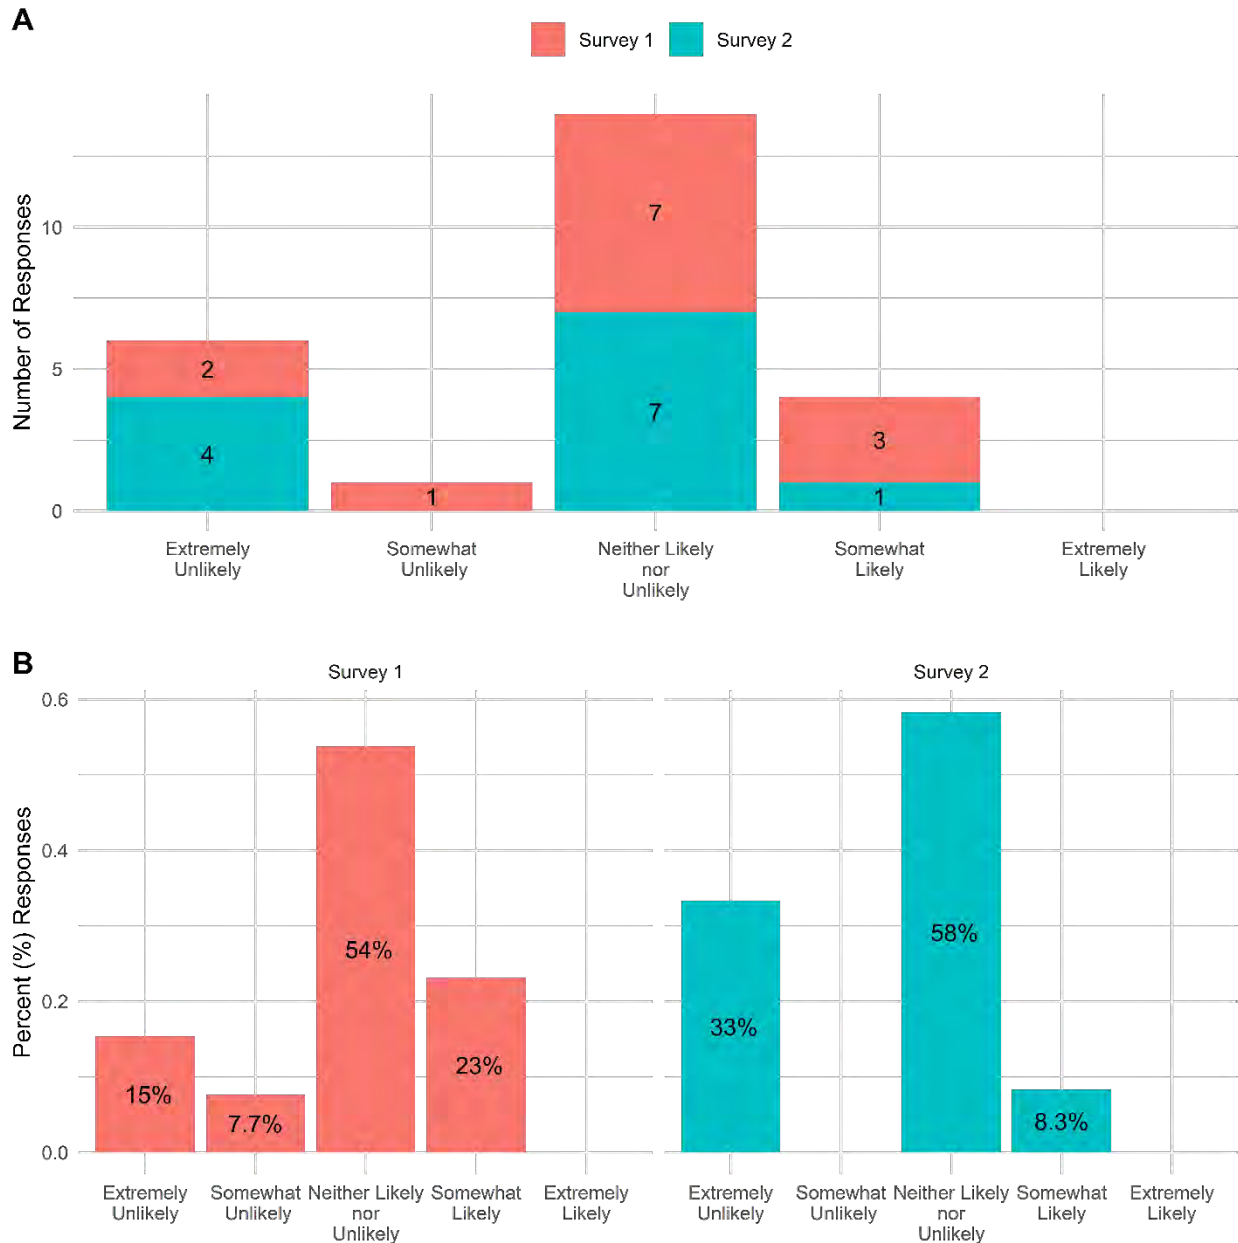 A
Survey 1 Survey 2
Number of Responses
10
5
0
2
4
1
7
7
3
1
Extremely
Unlikely
Somewhat
Unlikely
Neither Likely
nor
Unlikely
Somewhat
Likely
Extremely
Likely
B
Survey 1
Survey 2
Percent (%) Responses
0.6
0.4
0.2
0.0
15%
7.7%
54%
23%
33%
58%
8.3%
Extremely
Unlikely
Somewhat
Unlikely
Neither Likely
nor
Unlikely
Somewhat
Likely
Extremely
Likely
Extremely
Unlikely
Somewhat
Unlikely
Neither Likely
nor
Unlikely
Somewhat
Likely
Extremely
Likely